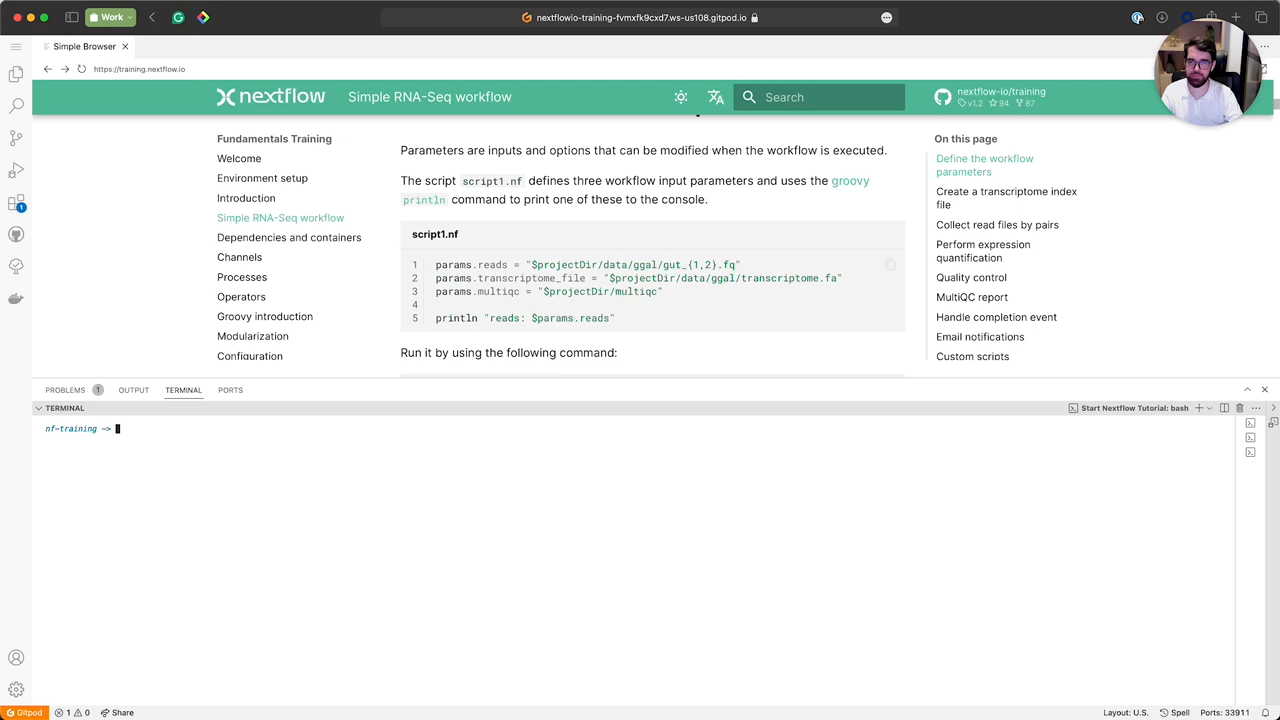 Work
nextflowio-training-fvmxfk9cxd7.ws-us108.gitpod.io
Simple Browser
https://training.nextflow.io
nextflow
Simple RNA-Seq workflow
Search
nextflow-io/training
v1.2 94 87
Fundamentals Training
Welcome
Environment setup
Introduction
Simple RNA-Seq workflow
Dependencies and containers
Channels
Processes
Operators
Groovy introduction
Modularization
Configuration
Parameters are inputs and options that can be modified when the workflow is executed.
The script script1.nf defines three workflow input parameters and uses the groovy
println command to print one of these to the console.
script1.nf
1 params.reads = "$projectDir/data/ggal/gut_{1,2}.fq"
2 params.transcriptome_file = "$projectDir/data/ggal/transcriptome.fa"
3 params.multiqc = "$projectDir/multiqc"
4
5 println "reads: $params.reads"
Run it by using the following command:
On this page
Define the workflow
parameters
Create a transcriptome index
file
Collect read files by pairs
Perform expression
quantification
Quality control
MultiQC report
Handle completion event
Email notifications
Custom scripts
1
PROBLEMS 1 OUTPUT TERMINAL PORTS
TERMINAL
Start Nextflow Tutorial: bash
nf-training ->
Gitpod 1 0 Share
Layout: U.S. Spell Ports: 33911